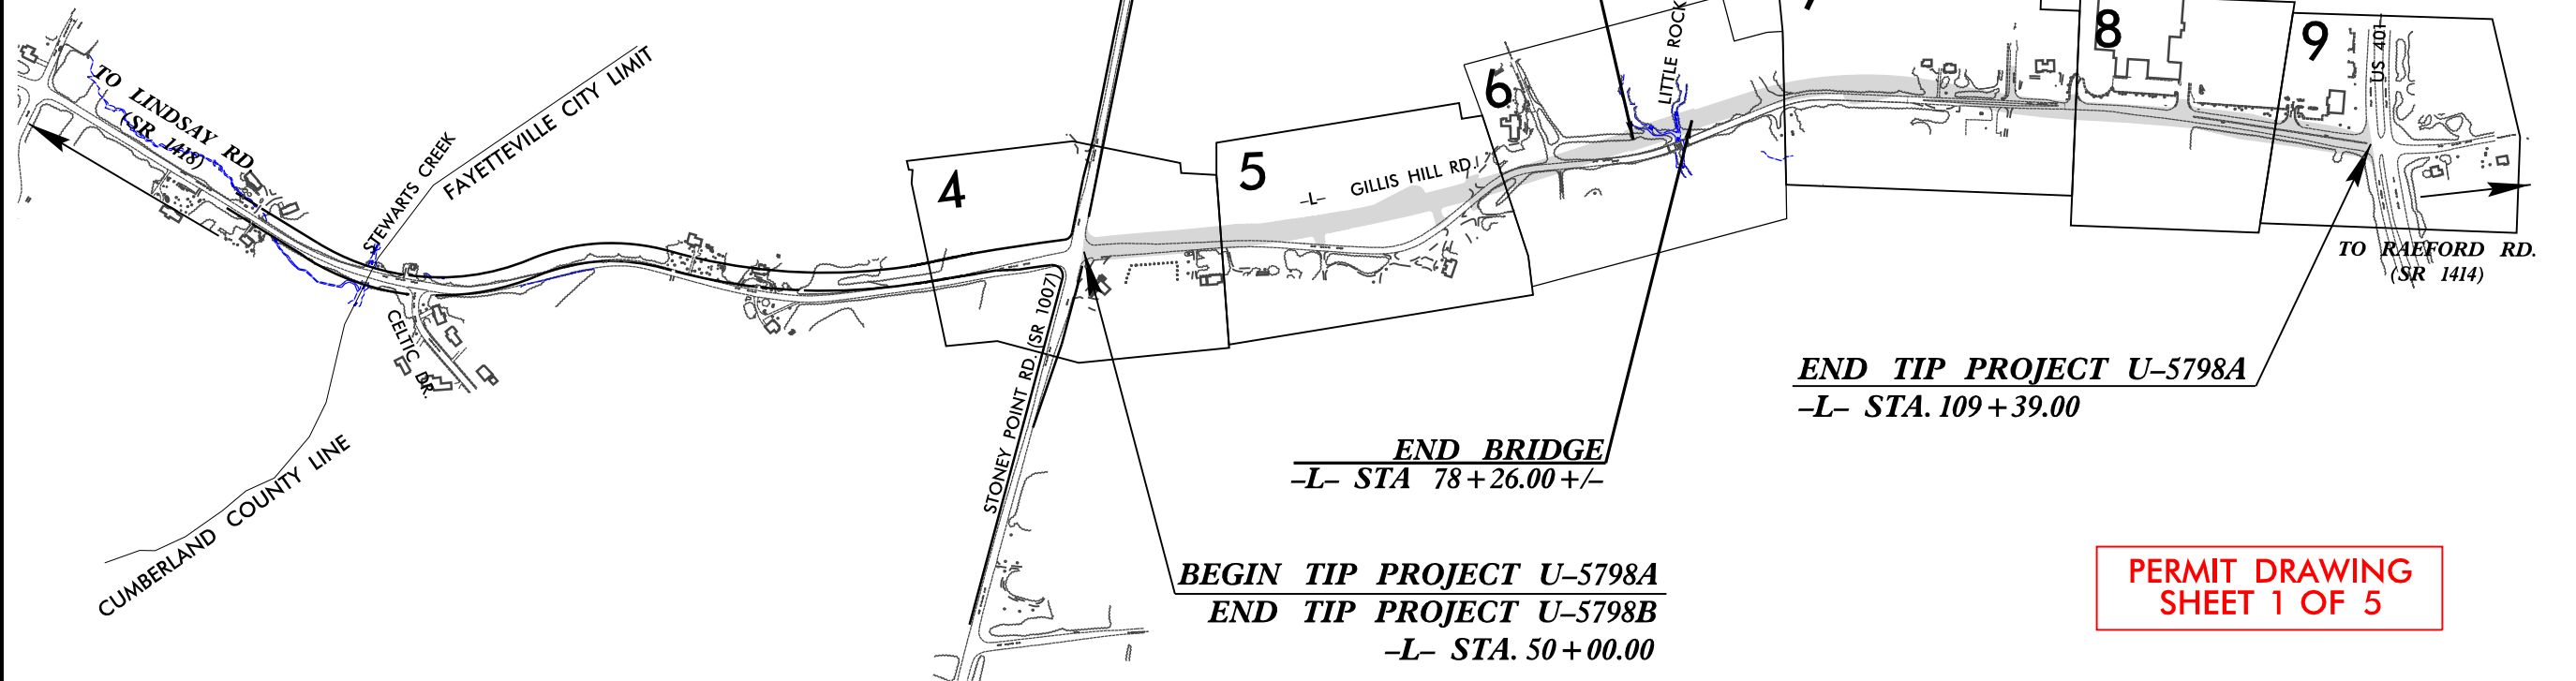 TO LINDSAY RD.
(SR 1418)
STEWARTS CREEK
FAYETTEVILLE CITY LIMIT
CELTIC DR.
CUMBERLAND COUNTY LINE
4
5
6
8
9
–L– GILLIS HILL RD.
LITTLE ROCK
US 401
STONEY POINT RD. (SR 1007)
TO RAEFORD RD.
(SR 1414)
END TIP PROJECT U–5798A
–L– STA. 109+39.00
END BRIDGE
–L– STA 78+26.00 +/–
BEGIN TIP PROJECT U–5798A
END TIP PROJECT U–5798B
–L– STA. 50+00.00
PERMIT DRAWING
SHEET 1 OF 5